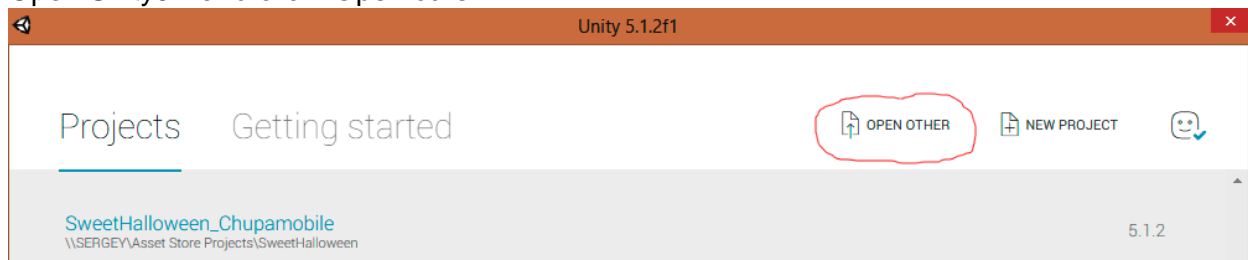 Unity 5.1.2f1
Projects Getting started OPEN OTHER NEW PROJECT
SweetHalloween_Chupamobile
\\SERGEY\Asset Store Projects\SweetHalloween
5.1.2